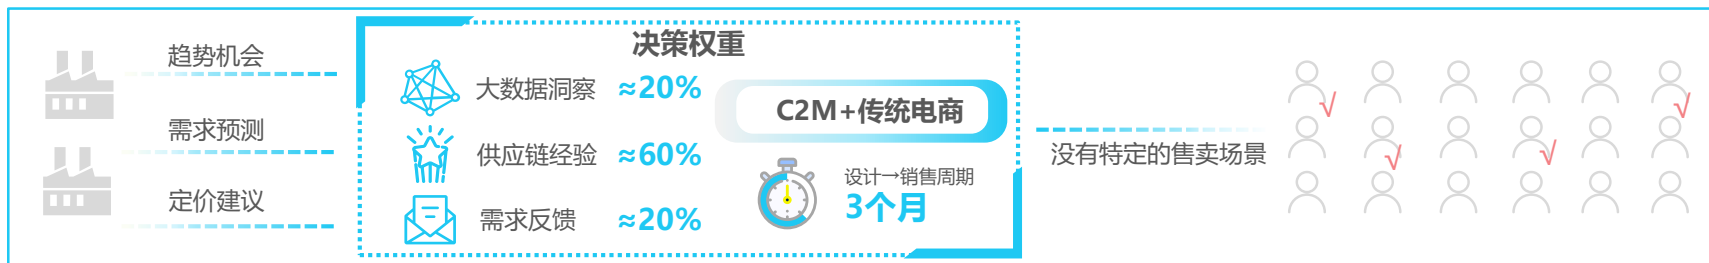 趋势机会
需求预测
定价建议
决策权重
大数据洞察 ≈20%
供应链经验 ≈60%
需求反馈 ≈20%
C2M+传统电商
设计→销售周期
3个月
没有特定的售卖场景
√
√
√
√